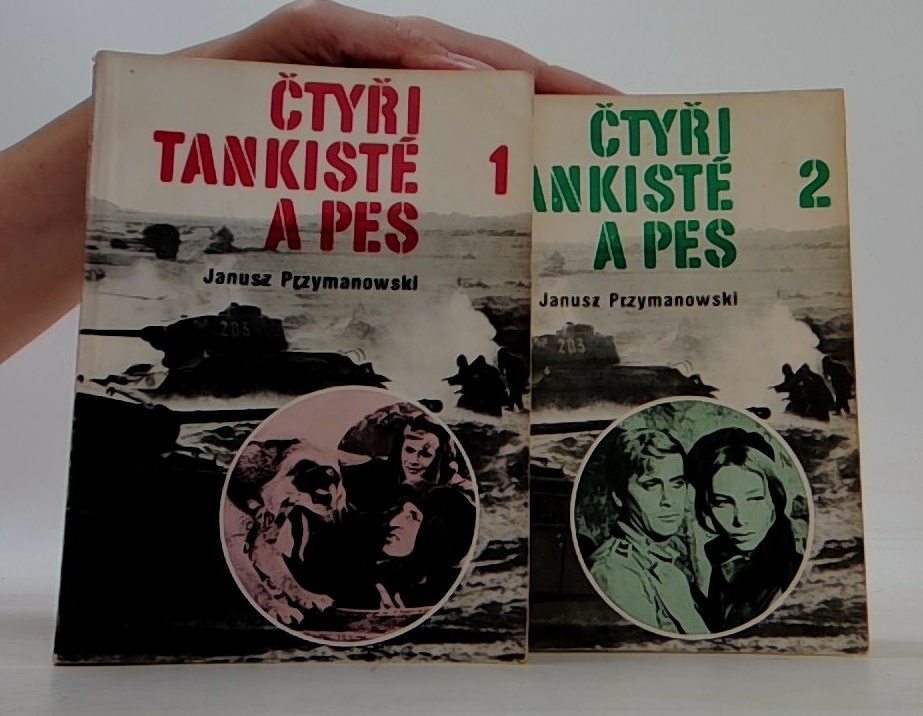 ČTYŘI
TANKISTÉ
A PES
1
Janusz Przymanowski
203
ČTYŘI
ANKISTÉ
A PES
2
Janusz Przymanowski
203